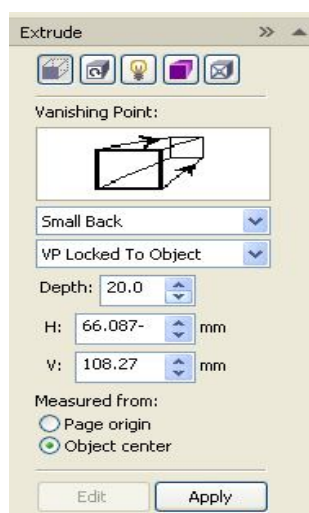 Extrude
Vanishing Point:
Small Back
VP Locked To Object
Depth: 20.0
H: 66.087- mm
V: 108.27 mm
Measured from:
Page origin
Object center
Edit Apply